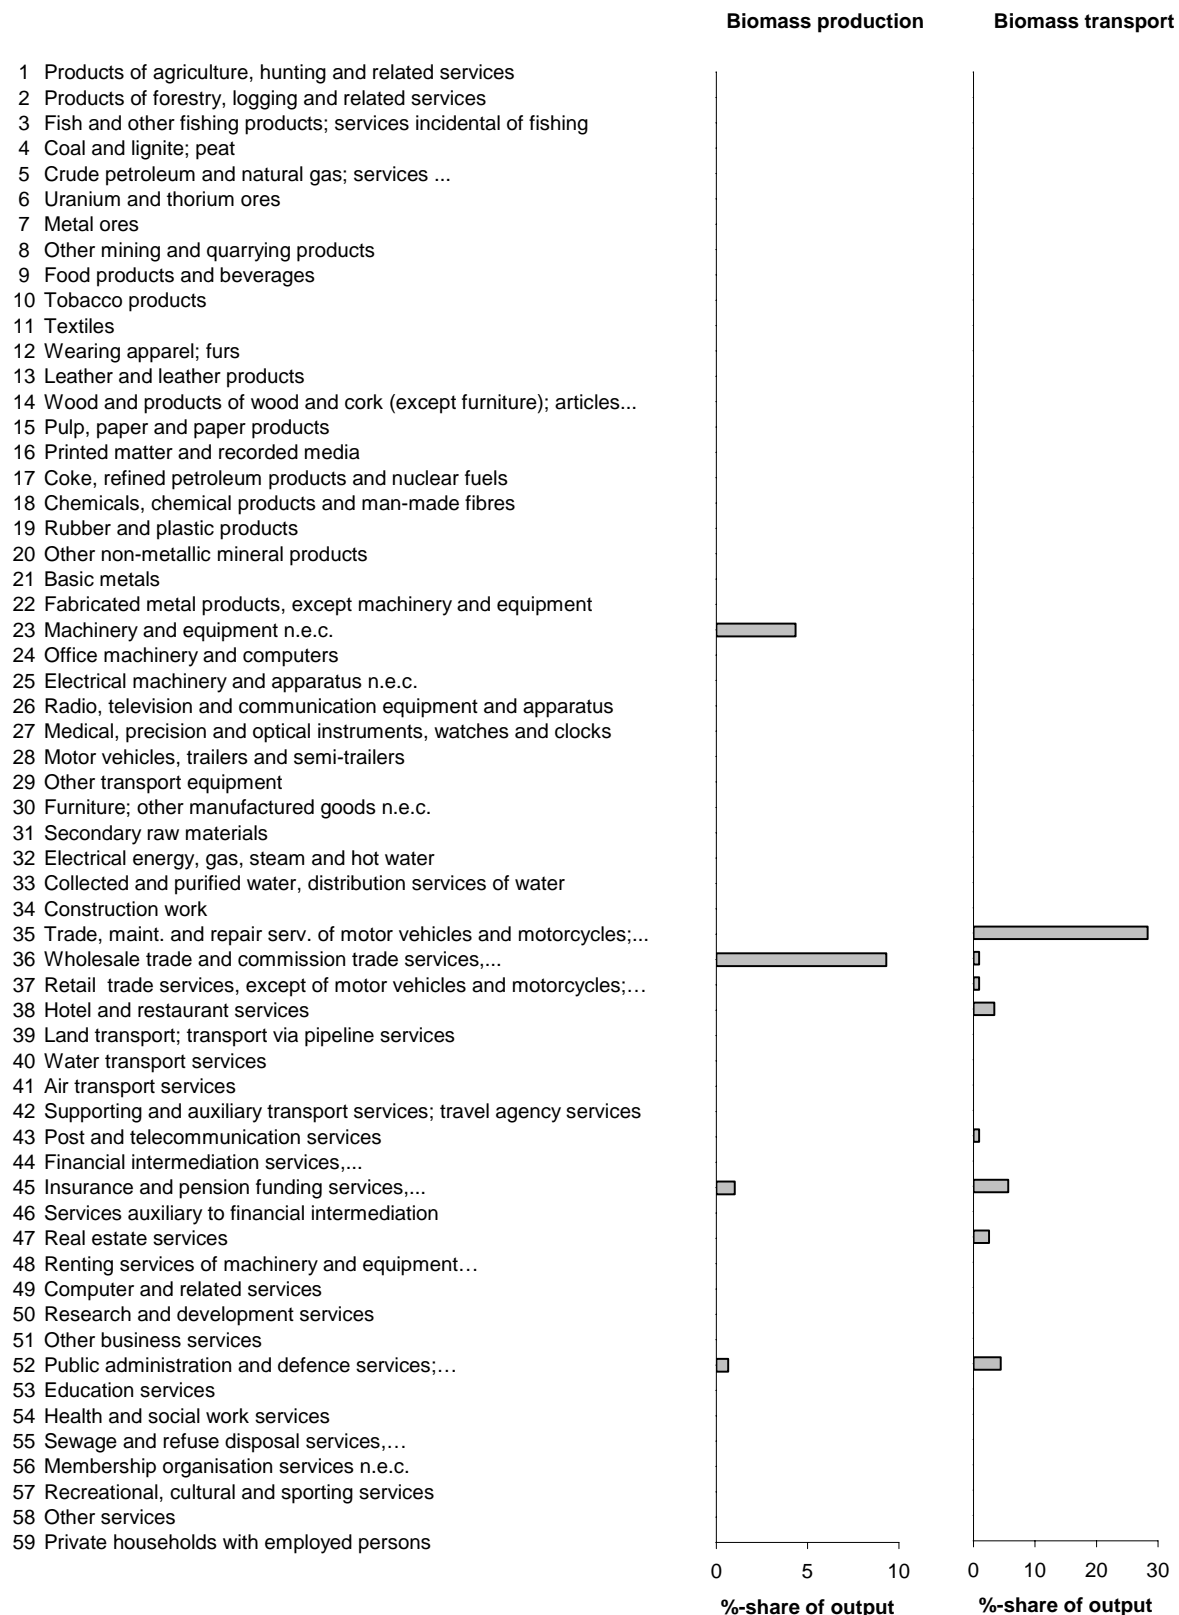 Biomass production Biomass transport
1 Products of agriculture, hunting and related services
2 Products of forestry, logging and related services
3 Fish and other fishing products; services incidental of fishing
4 Coal and lignite; peat
5 Crude petroleum and natural gas; services ...
6 Uranium and thorium ores
7 Metal ores
8 Other mining and quarrying products
9 Food products and beverages
10 Tobacco products
11 Textiles
12 Wearing apparel; furs
13 Leather and leather products
14 Wood and products of wood and cork (except furniture); articles...
15 Pulp, paper and paper products
16 Printed matter and recorded media
17 Coke, refined petroleum products and nuclear fuels
18 Chemicals, chemical products and man-made fibres
19 Rubber and plastic products
20 Other non-metallic mineral products
21 Basic metals
22 Fabricated metal products, except machinery and equipment
23 Machinery and equipment n.e.c.
24 Office machinery and computers
25 Electrical machinery and apparatus n.e.c.
26 Radio, television and communication equipment and apparatus
27 Medical, precision and optical instruments, watches and clocks
28 Motor vehicles, trailers and semi-trailers
29 Other transport equipment
30 Furniture; other manufactured goods n.e.c.
31 Secondary raw materials
32 Electrical energy, gas, steam and hot water
33 Collected and purified water, distribution services of water
34 Construction work
35 Trade, maint. and repair serv. of motor vehicles and motorcycles;...
36 Wholesale trade and commission trade services,...
37 Retail trade services, except of motor vehicles and motorcycles;…
38 Hotel and restaurant services
39 Land transport; transport via pipeline services
40 Water transport services
41 Air transport services
42 Supporting and auxiliary transport services; travel agency services
43 Post and telecommunication services
44 Financial intermediation services,...
45 Insurance and pension funding services,...
46 Services auxiliary to financial intermediation
47 Real estate services
48 Renting services of machinery and equipment…
49 Computer and related services
50 Research and development services
51 Other business services
52 Public administration and defence services;…
53 Education services
54 Health and social work services
55 Sewage and refuse disposal services,…
56 Membership organisation services n.e.c.
57 Recreational, cultural and sporting services
58 Other services
59 Private households with employed persons
0 5 10 0 10 20 30
%-share of output %-share of output